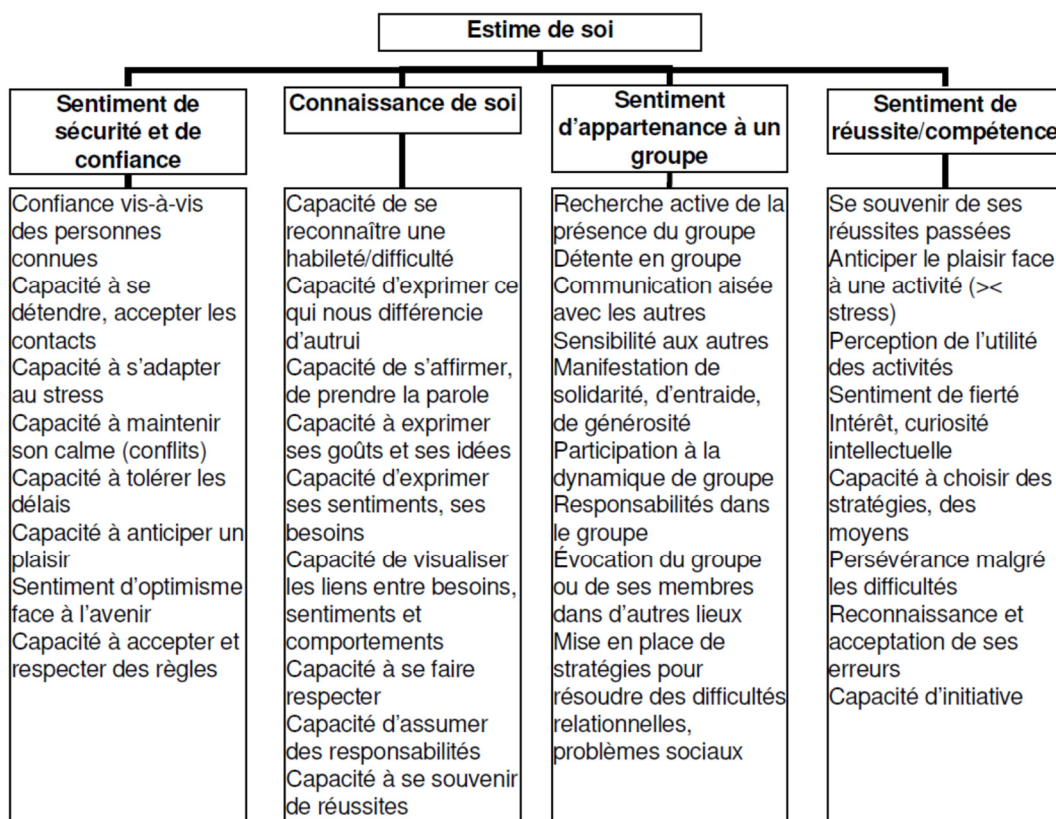 Estime de soi
Sentiment de
sécurité et de
confiance
Confiance vis-à-vis
des personnes
connues
Capacité à se
détendre, accepter les
contacts
Capacité à s'adapter
au stress
Capacité à maintenir
son calme (conflits)
Capacité à tolérer les
délais
Capacité à anticiper un
plaisir
Sentiment d'optimisme
face à l'avenir
Capacité à accepter et
respecter des règles
Connaissance de soi
Capacité de se
reconnaître une
habileté/difficulté
Capacité d'exprimer ce
qui nous différencie
d'autrui
Capacité de s'affirmer,
de prendre la parole
Capacité à exprimer
ses goûts et ses idées
Capacité d'exprimer
ses sentiments, ses
besoins
Capacité de visualiser
les liens entre besoins,
sentiments et
comportements
Capacité à se faire
respecter
Capacité d'assumer
des responsabilités
Capacité à se souvenir
de réussites
Sentiment
d'appartenance à un
groupe
Recherche active de la
présence du groupe
Détente en groupe
Communication aisée
avec les autres
Sensibilité aux autres
Manifestation de
solidarité, d'entraide,
de générosité
Participation à la
dynamique de groupe
Responsabilités dans
le groupe
Évocation du groupe
ou de ses membres
dans d'autres lieux
Mise en place de
stratégies pour
résoudre des difficultés
relationnelles,
problèmes sociaux
Sentiment de
réussite/compétence
Se souvenir de ses
réussites passées
Anticiper le plaisir face
à une activité (><
stress)
Perception de l'utilité
des activités
Sentiment de fierté
Intérêt, curiosité
intellectuelle
Capacité à choisir des
stratégies, des
moyens
Persévérance malgré
les difficultés
Reconnaissance et
acceptation de ses
erreurs
Capacité d'initiative